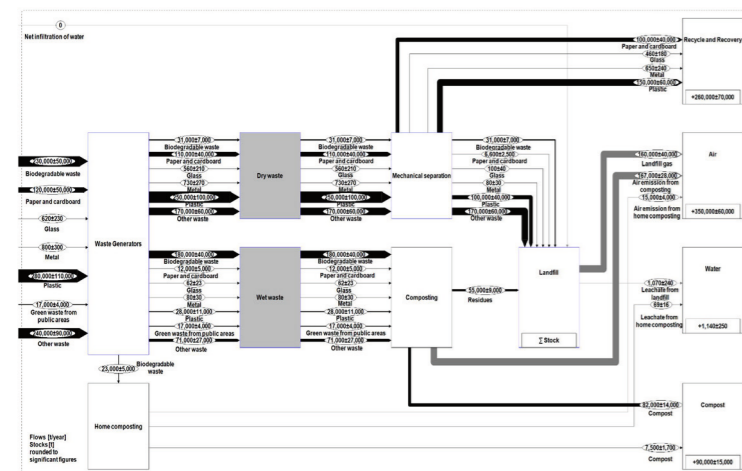 0
Net infiltration of water
230,000±50,000
Biodegradable waste
120,000±50,000
Paper and cardboard
620±230
Glass
800±300
Metal
280,000±110,000
Plastic
17,000±4,000
Green waste from
public areas
240,000±90,000
Other waste
Waste Generators
23,000±5,000
Biodegradable
waste
Home composting
Flows [t/year]
Stocks [t]
rounded to
significant figures
31,000±7,000
Biodegradable waste
110,000±40,000
Paper and cardboard
560±210
Glass
730±270
Metal
250,000±100,000
Plastic
170,000±60,000
Other waste
Dry waste
31,000±7,000
Biodegradable waste
110,000±40,000
Paper and cardboard
560±210
Glass
730±270
Metal
250,000±100,000
Plastic
170,000±60,000
Other waste
Mechanical separation
180,000±40,000
Biodegradable waste
12,000±5,000
Paper and cardboard
62±23
Glass
80±30
Metal
28,000±11,000
Plastic
17,000±4,000
Green waste from public areas
71,000±27,000
Other waste
Wet waste
180,000±40,000
Biodegradable waste
12,000±5,000
Paper and cardboard
62±23
Glass
80±30
Metal
28,000±11,000
Plastic
17,000±4,000
Green waste from public areas
71,000±27,000
Other waste
Composting
31,000±7,000
Biodegradable waste
6,600±2,500
Paper and cardboard
100±40
Glass
80±30
Metal
100,000±40,000
Plastic
170,000±60,000
Other waste
55,000±9,000
Residues
Landfill
∑ Stock
100,000±40,000
Paper and cardboard
460±180
Glass
650±240
Metal
150,000±60,000
Plastic
Recycle and Recovery
+260,000±70,000
160,000±40,000
Landfill gas
167,000±28,000
Air emission from
composting
15,000±4,000
Air emission from
home composting
Air
+350,000±60,000
1,070±240
Leachate from
landfill
69±16
Leachate from
home composting
Water
+1,140±250
82,000±14,000
Compost
7,500±1,700
Compost
Compost
+90,000±15,000